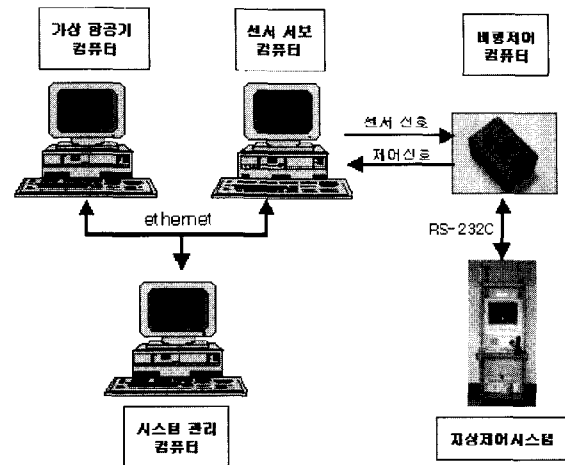 가상 항공기
컴퓨터
센서 서보
컴퓨터
비행제어
컴퓨터
센서 신호
제어신호
ethernet
RS-232C
시스템 관리
컴퓨터
지상제어시스템